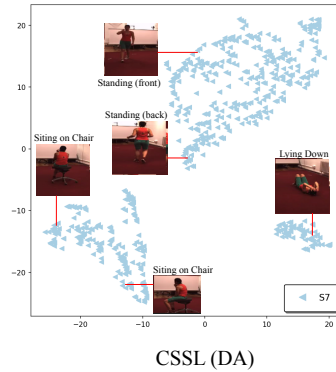 20
Standing (front)
10
Standing (back)
Siting on Chair
Lying Down
0
−10
Siting on Chair
−20
S7
−20 −10 0 10 20
CSSL (DA)